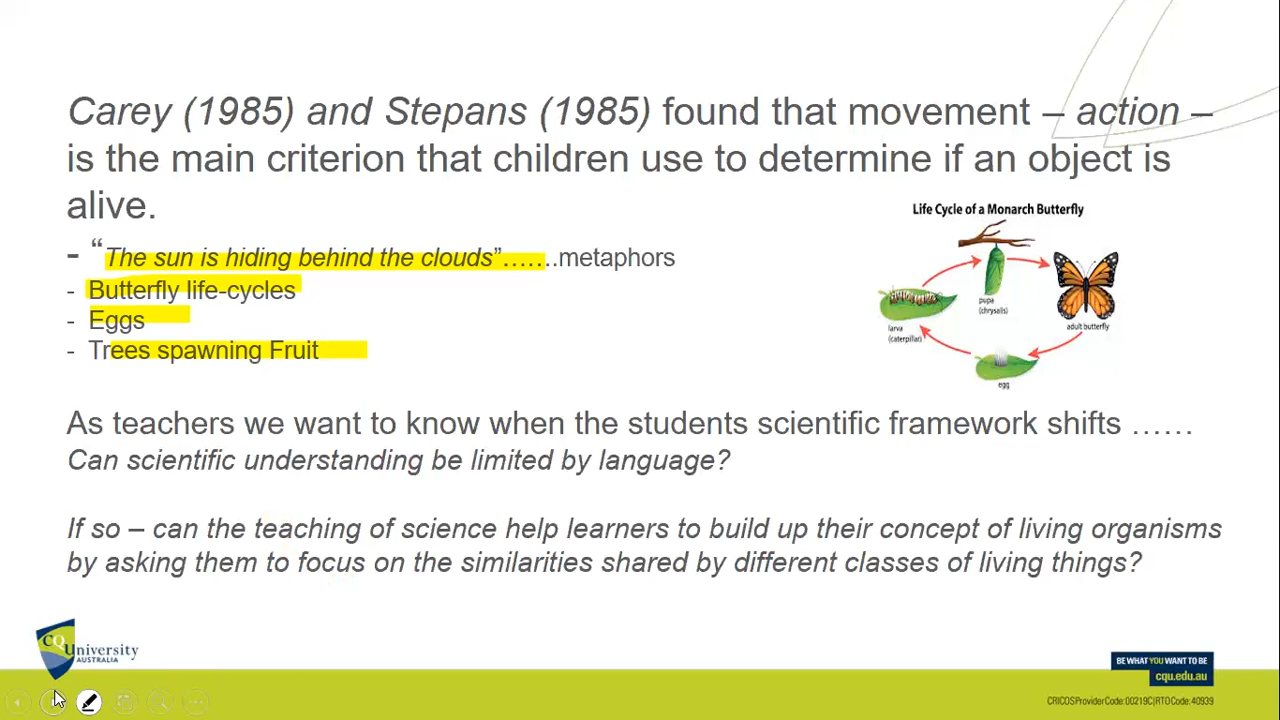 Carey (1985) and Stepans (1985) found that movement – action –
is the main criterion that children use to determine if an object is
alive.
Life Cycle of a Monarch Butterfly
- “The sun is hiding behind the clouds”……..metaphors
- Butterfly life-cycles
- Eggs
- Trees spawning Fruit
pupa
(chrysalis)
larva
(caterpillar)
adult butterfly
egg
As teachers we want to know when the students scientific framework shifts ……
Can scientific understanding be limited by language?
If so – can the teaching of science help learners to build up their concept of living organisms
by asking them to focus on the similarities shared by different classes of living things?
CQUniversity
AUSTRALIA
BE WHAT YOU WANT TO BE
cqu.edu.au
CRICOSProviderCode:00219C|RTOCode:40939